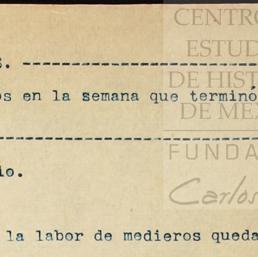 CENTRO
ESTUD
S. --------------------
DE HIST
os en la semana que terminó
DE ME
----------------------
FUNDA
io.
Carlos
la labor de medieros queda